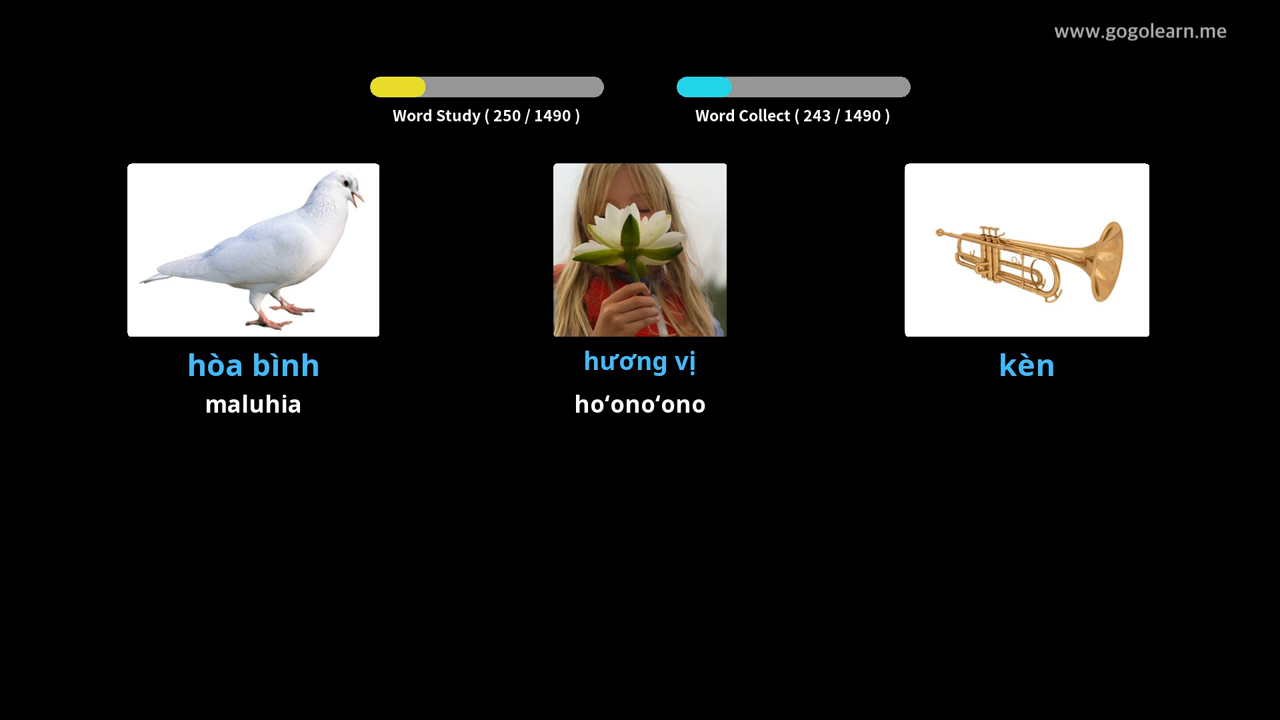 www.gogolearn.me
Word Study ( 250 / 1490 )
Word Collect ( 243 / 1490 )
hòa bình
maluhia
hương vị
hoʻonoʻono
kèn